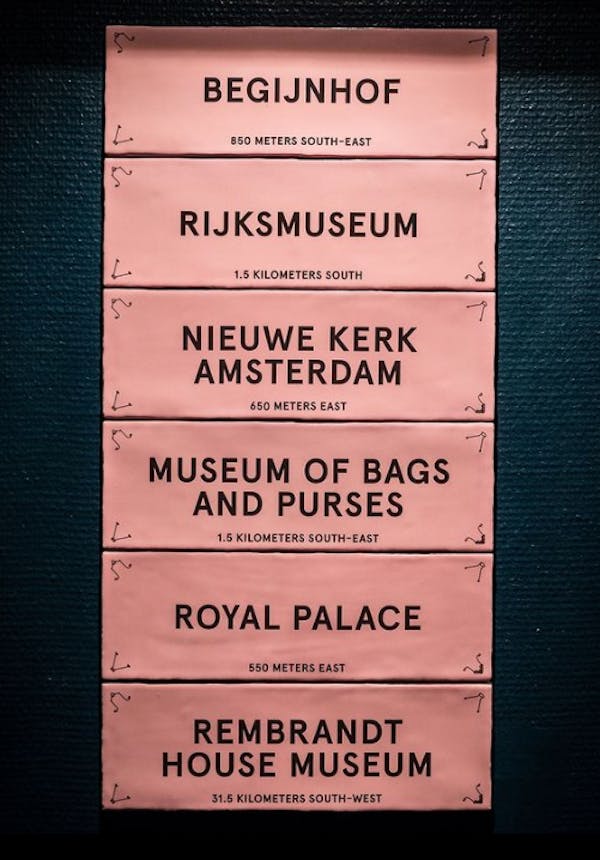 BEGIJNHOF
850 METERS SOUTH-EAST
RIJKSMUSEUM
1.5 KILOMETERS SOUTH
NIEUWE KERK
AMSTERDAM
650 METERS EAST
MUSEUM OF BAGS
AND PURSES
1.5 KILOMETERS SOUTH-EAST
ROYAL PALACE
550 METERS EAST
REMBRANDT
HOUSE MUSEUM
31.5 KILOMETERS SOUTH-WEST